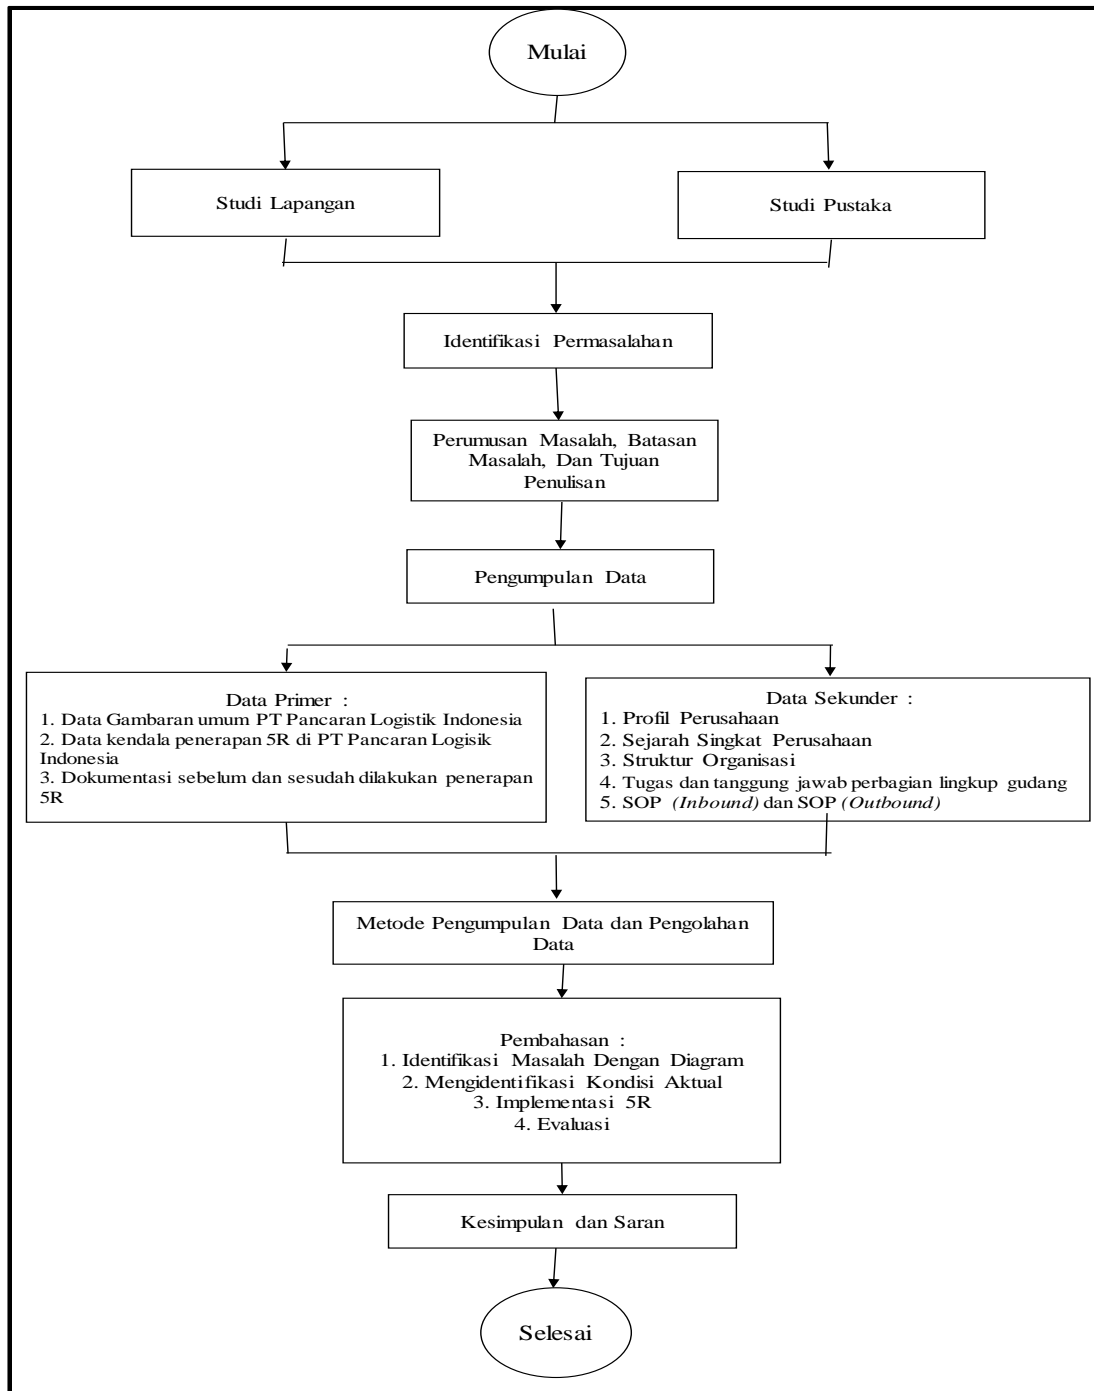 Mulai
Studi Lapangan
Studi Pustaka
Identifikasi Permasalahan
Perumusan Masalah, Batasan
Masalah, Dan Tujuan
Penulisan
Pengumpulan Data
Data Primer :
1. Data Gambaran umum PT Pancaran Logistik Indonesia
2. Data kendala penerapan 5R di PT Pancaran Logisik
Indonesia
3. Dokumentasi sebelum dan sesudah dilakukan penerapan
5R
Data Sekunder :
1. Profil Perusahaan
2. Sejarah Singkat Perusahaan
3. Struktur Organisasi
4. Tugas dan tanggung jawab perbagian lingkup gudang
5. SOP (Inbound) dan SOP (Outbound)
Metode Pengumpulan Data dan Pengolahan
Data
Pembahasan :
1. Identifikasi Masalah Dengan Diagram
2. Mengidentifikasi Kondisi Aktual
3. Implementasi 5R
4. Evaluasi
Kesimpulan dan Saran
Selesai